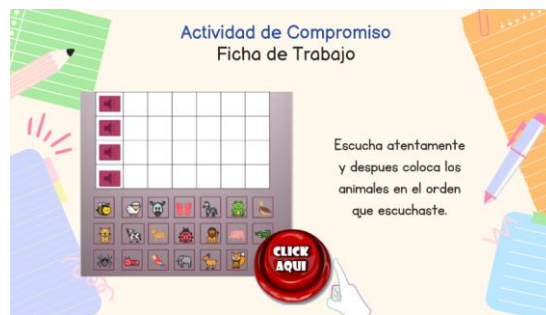 Actividad de Compromiso
Ficha de Trabajo
Escucha atentamente
y despues coloca los
animales en el orden
que escuchaste.
CLICK
AQUI